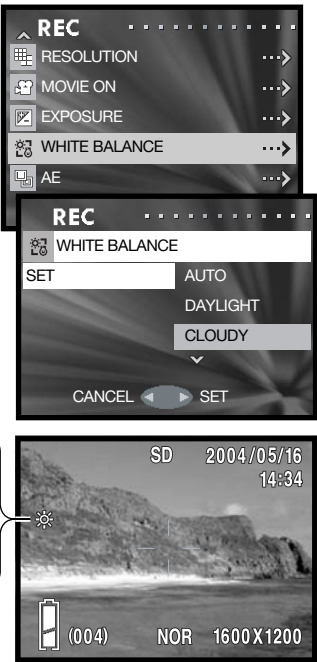 REC
RESOLUTION
MOVIE ON
EXPOSURE
WHITE BALANCE
AE
REC
WHITE BALANCE
SET AUTO
DAYLIGHT
CLOUDY
CANCEL SET
SD 2004/05/16
14:34
(004) NOR 1600X1200